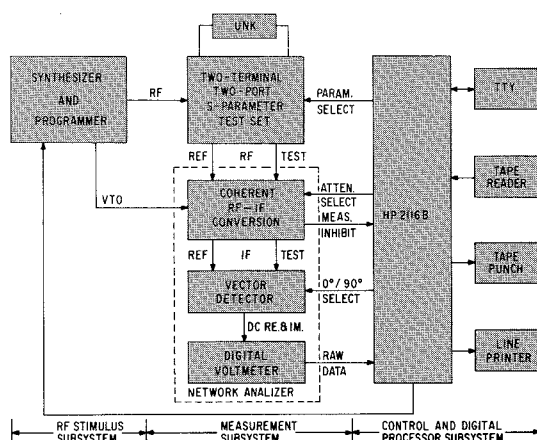 UNK
SYNTHESIZER
AND
PROGRAMMER
RF
TWO-TERMINAL
TWO-PORT
S-PARAMETER
TEST SET
PARAM.
SELECT
TTY
REF RF TEST
VTO
COHERENT
RF-IF
CONVERSION
ATTEN.
SELECT
MEAS.
INHIBIT
HP 2116B
TAPE
READER
REF IF TEST
VECTOR
DETECTOR
0°/90°
SELECT
TAPE
PUNCH
DC RE.&IM.
DIGITAL
VOLTMETER
RAW
DATA
LINE
PRINTER
NETWORK ANALIZER
RF STIMULUS
SUBSYSTEM
MEASUREMENT
SUBSYSTEM
CONTROL AND DIGITAL
PROCESSOR SUBSYSTEM